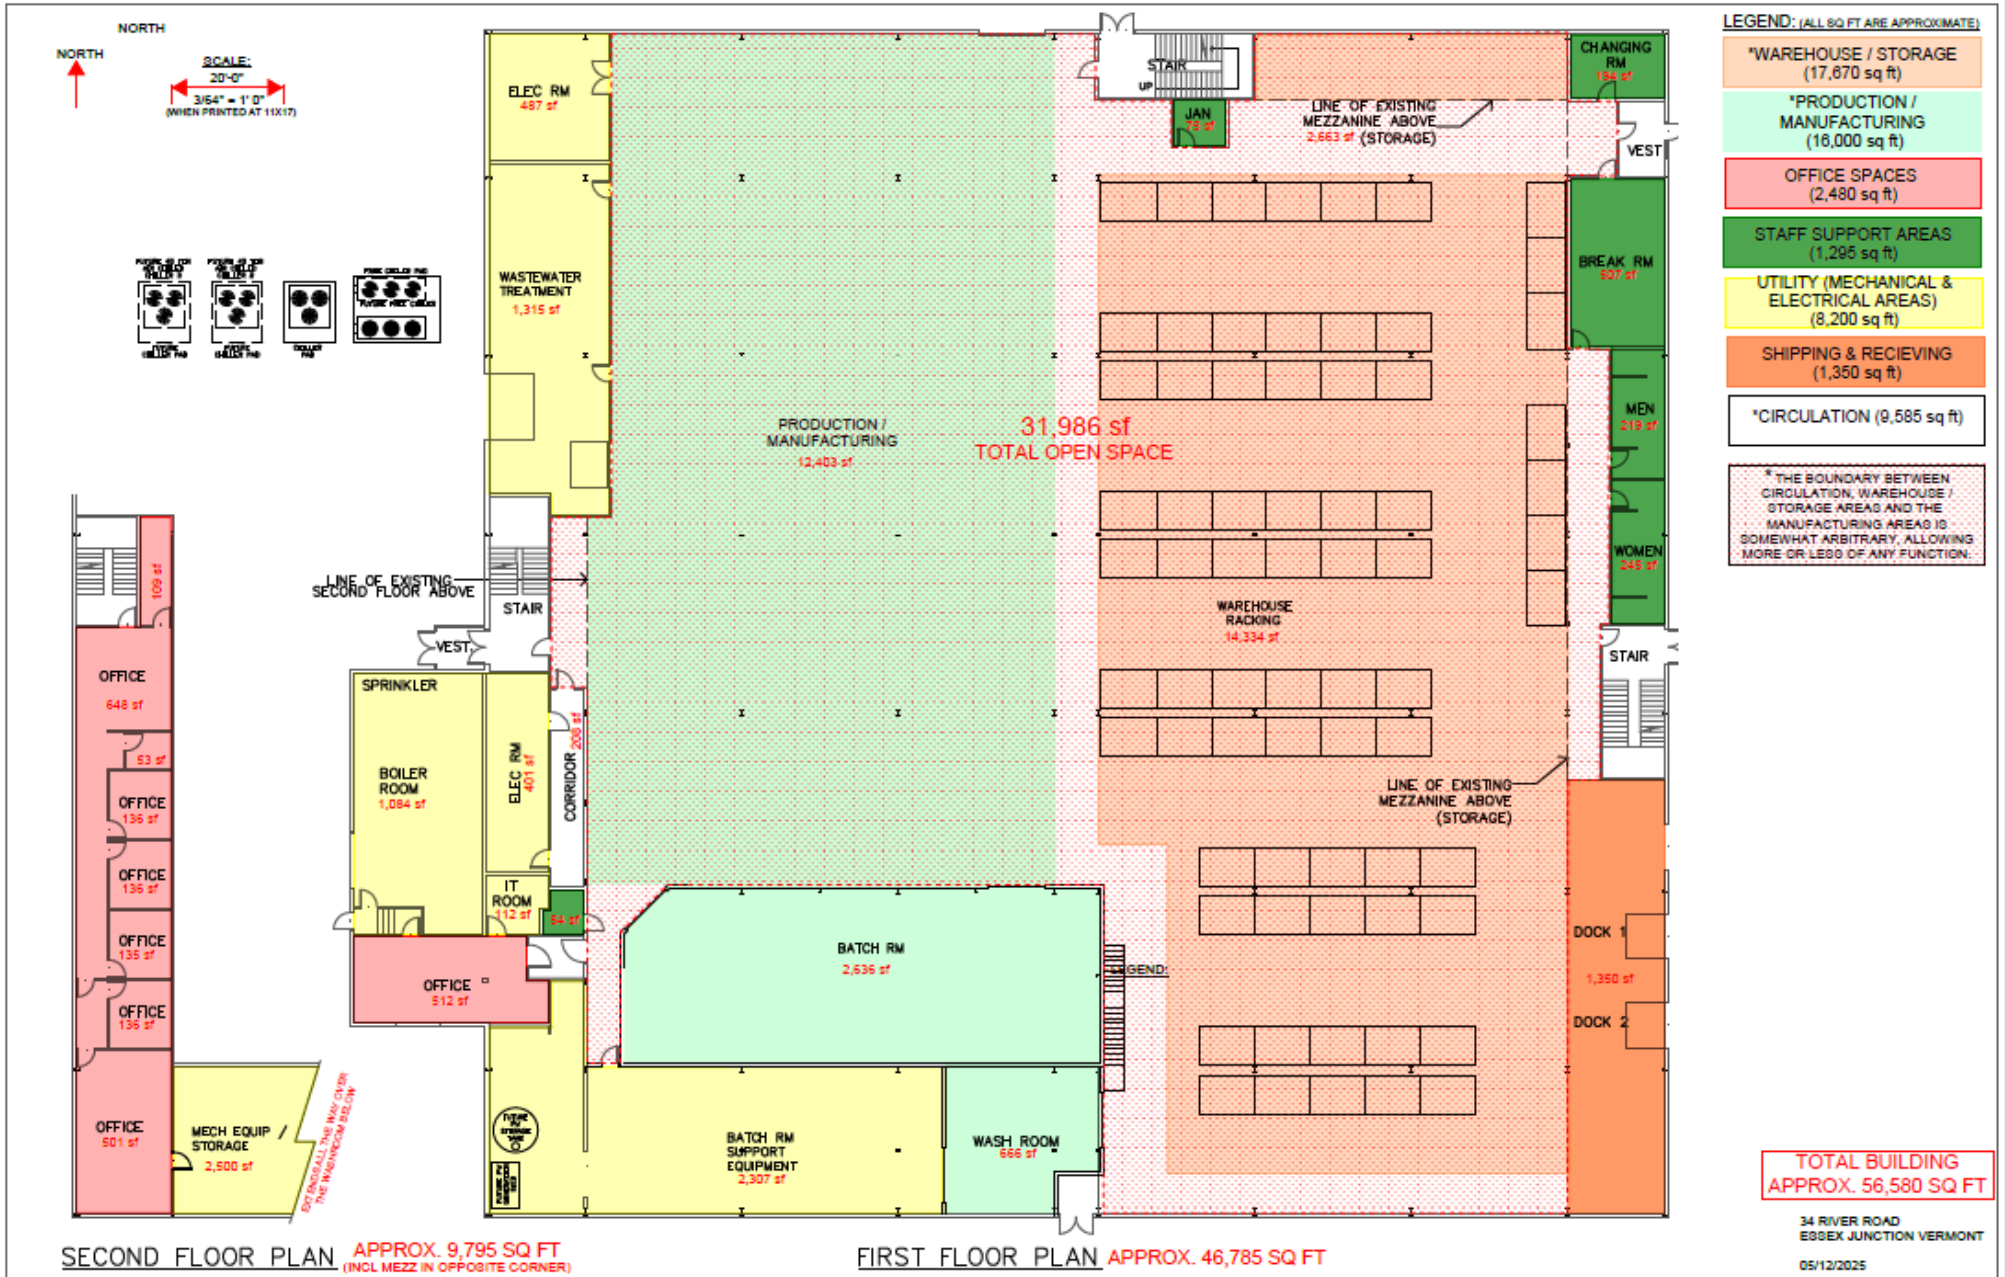 NORTH
NORTH
SCALE:
20'-0"
3/64" = 1' 0"
(WHEN PRINTED AT 11X17)
ELEC RM
487 sf
WASTEWATER
TREATMENT
1,315 sf
STAIR
UP
JAN
LINE OF EXISTING
MEZZANINE ABOVE
2,663 sf (STORAGE)
CHANGING
RM
194 sf
VEST
BREAK RM
507 sf
MEN
219 sf
WOMEN
245 sf
STAIR
PRODUCTION /
MANUFACTURING
12,403 sf
31,986 sf
TOTAL OPEN SPACE
WAREHOUSE
RACKING
14,334 sf
LINE OF EXISTING
SECOND FLOOR ABOVE
STAIR
VEST.
SPRINKLER
BOILER
ROOM
1,084 sf
ELEC RM
401 sf
CORRIDOR
208 sf
IT
ROOM
112 sf
54 sf
OFFICE
512 sf
LINE OF EXISTING
MEZZANINE ABOVE
(STORAGE)
BATCH RM
2,636 sf
LEGEND:
DOCK 1
1,350 sf
DOCK 2
BATCH RM
SUPPORT
EQUIPMENT
2,307 sf
WASH ROOM
666 sf
109 sf
OFFICE
648 sf
53 sf
OFFICE
136 sf
OFFICE
136 sf
OFFICE
135 sf
OFFICE
136 sf
OFFICE
501 sf
MECH EQUIP /
STORAGE
2,500 sf
EXTENDS ALL THE WAY OVER
THE WASHROOM BELOW
SECOND FLOOR PLAN APPROX. 9,795 SQ FT
(INCL MEZZ IN OPPOSITE CORNER)
FIRST FLOOR PLAN APPROX. 46,785 SQ FT
LEGEND: (ALL SQ FT ARE APPROXIMATE)
*WAREHOUSE / STORAGE
(17,670 sq ft)
*PRODUCTION /
MANUFACTURING
(16,000 sq ft)
OFFICE SPACES
(2,480 sq ft)
STAFF SUPPORT AREAS
(1,295 sq ft)
UTILITY (MECHANICAL &
ELECTRICAL AREAS)
(8,200 sq ft)
SHIPPING & RECIEVING
(1,350 sq ft)
*CIRCULATION (9,585 sq ft)
* THE BOUNDARY BETWEEN
CIRCULATION, WAREHOUSE /
STORAGE AREAS AND THE
MANUFACTURING AREAS IS
SOMEWHAT ARBITRARY, ALLOWING
MORE OR LESS OF ANY FUNCTION.
TOTAL BUILDING
APPROX. 56,580 SQ FT
34 RIVER ROAD
ESSEX JUNCTION VERMONT
05/12/2025